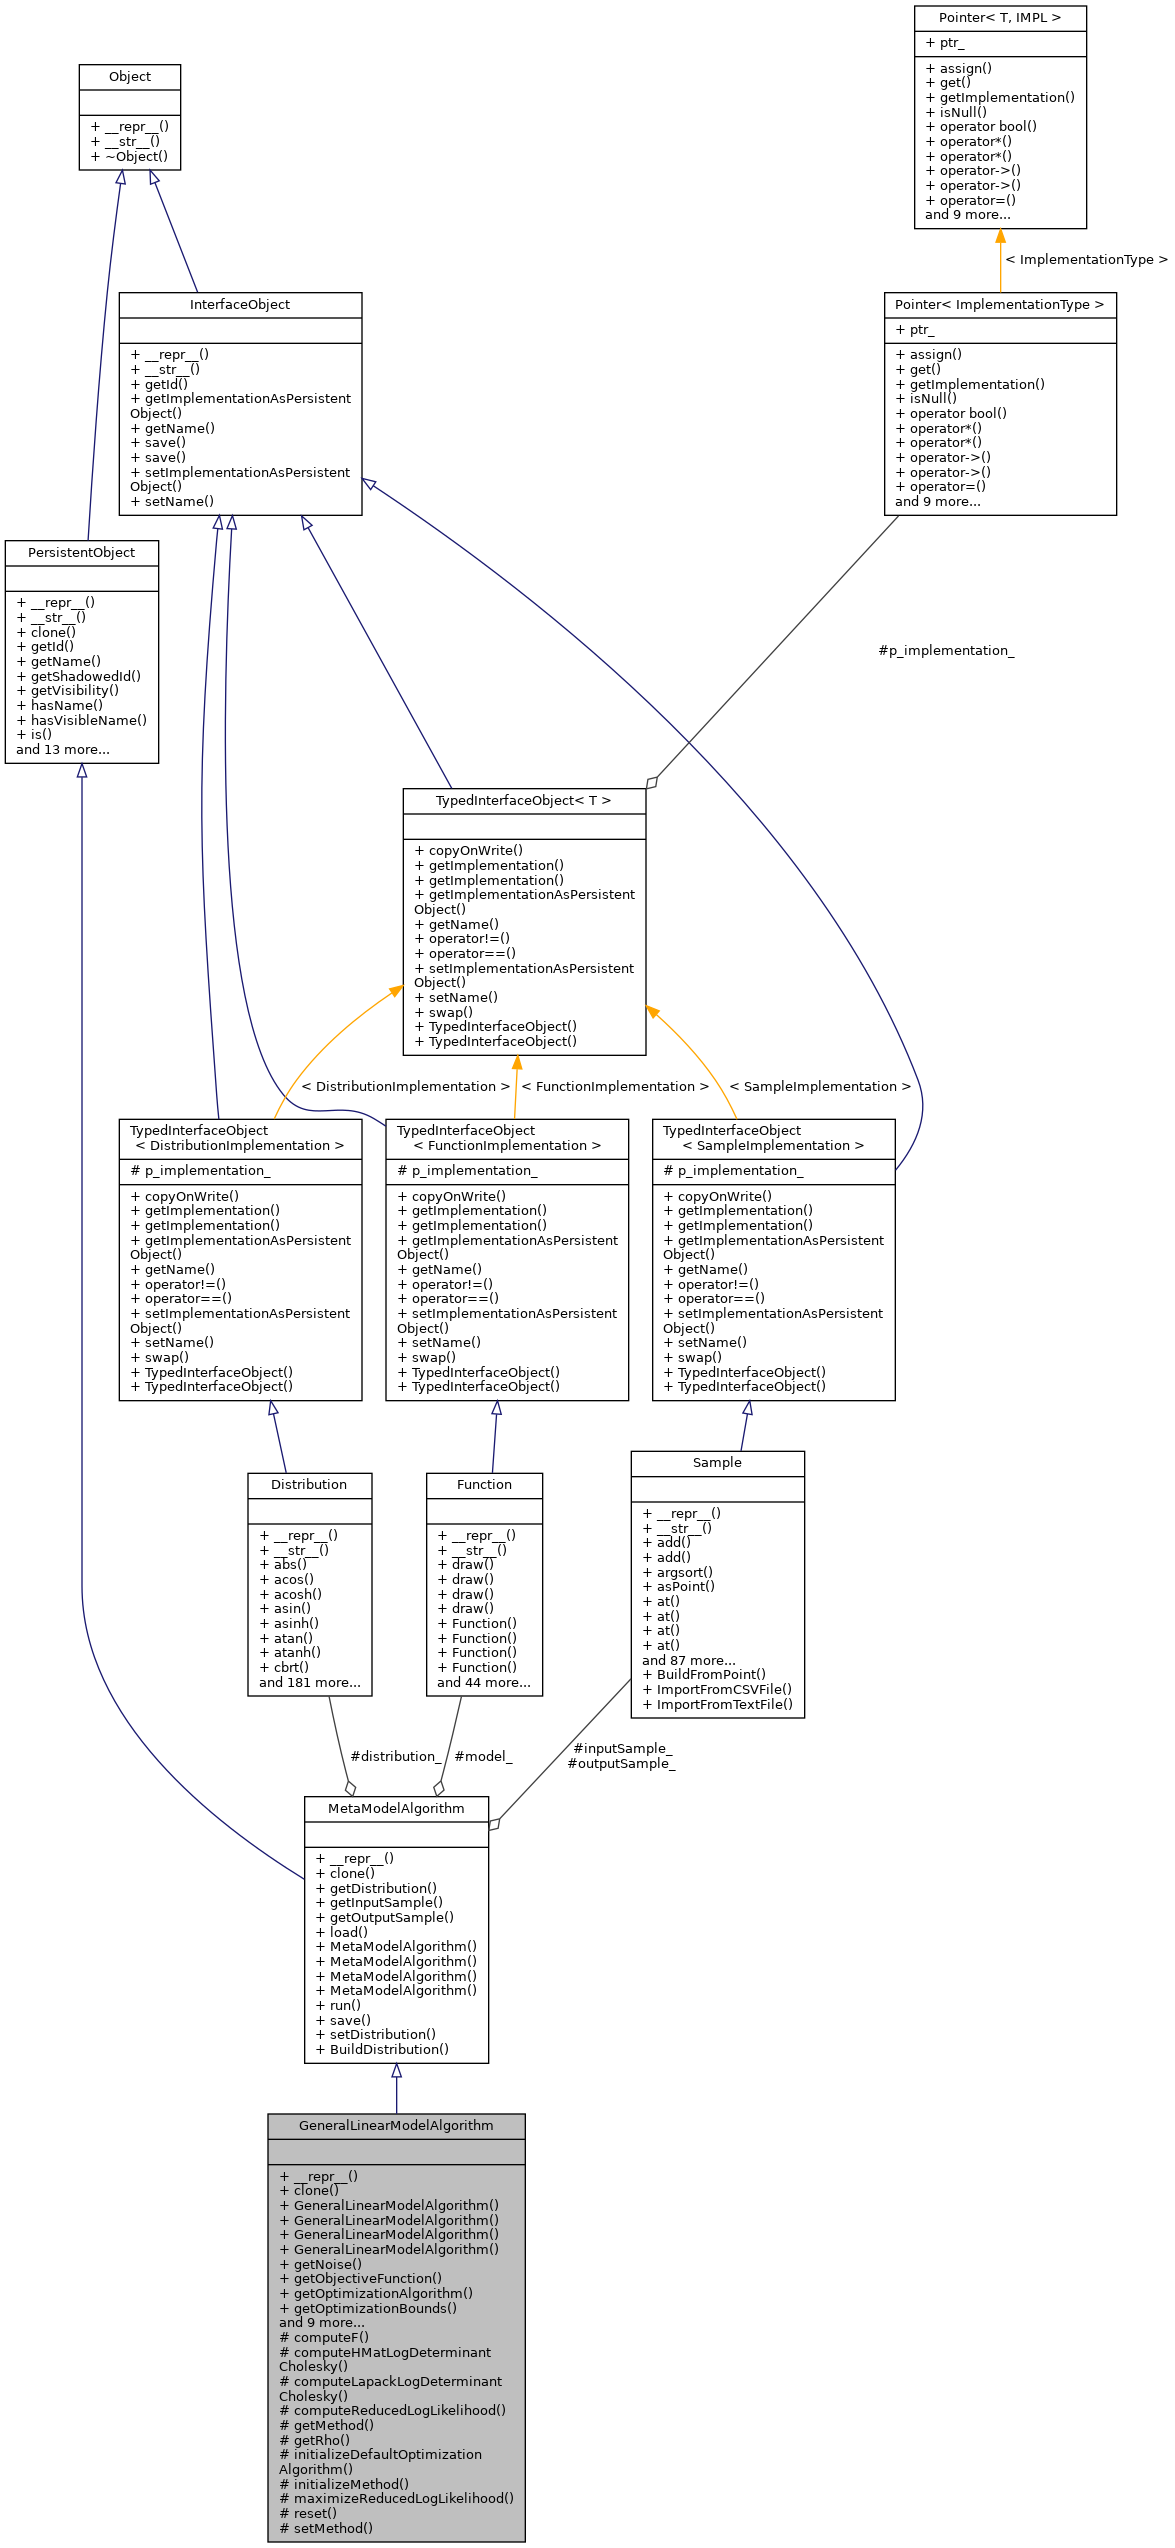 Pointer< T, IMPL >
+ ptr_
+ assign()
+ get()
+ getImplementation()
+ isNull()
+ operator bool()
+ operator*()
+ operator*()
+ operator->()
+ operator->()
+ operator=()
and 9 more...
Object
+ __repr__()
+ __str__()
+ ~Object()
< ImplementationType >
InterfaceObject
+ __repr__()
+ __str__()
+ getId()
+ getImplementationAsPersistent
Object()
+ getName()
+ save()
+ save()
+ setImplementationAsPersistent
Object()
+ setName()
Pointer< ImplementationType >
+ ptr_
+ assign()
+ get()
+ getImplementation()
+ isNull()
+ operator bool()
+ operator*()
+ operator*()
+ operator->()
+ operator->()
+ operator=()
and 9 more...
PersistentObject
+ __repr__()
+ __str__()
+ clone()
+ getId()
+ getName()
+ getShadowedId()
+ getVisibility()
+ hasName()
+ hasVisibleName()
+ is()
and 13 more...
#p_implementation_
TypedInterfaceObject< T >
+ copyOnWrite()
+ getImplementation()
+ getImplementation()
+ getImplementationAsPersistent
Object()
+ getName()
+ operator!=()
+ operator==()
+ setImplementationAsPersistent
Object()
+ setName()
+ swap()
+ TypedInterfaceObject()
+ TypedInterfaceObject()
< DistributionImplementation >
< FunctionImplementation >
< SampleImplementation >
TypedInterfaceObject
< DistributionImplementation >
# p_implementation_
+ copyOnWrite()
+ getImplementation()
+ getImplementation()
+ getImplementationAsPersistent
Object()
+ getName()
+ operator!=()
+ operator==()
+ setImplementationAsPersistent
Object()
+ setName()
+ swap()
+ TypedInterfaceObject()
+ TypedInterfaceObject()
TypedInterfaceObject
< FunctionImplementation >
# p_implementation_
+ copyOnWrite()
+ getImplementation()
+ getImplementation()
+ getImplementationAsPersistent
Object()
+ getName()
+ operator!=()
+ operator==()
+ setImplementationAsPersistent
Object()
+ setName()
+ swap()
+ TypedInterfaceObject()
+ TypedInterfaceObject()
TypedInterfaceObject
< SampleImplementation >
# p_implementation_
+ copyOnWrite()
+ getImplementation()
+ getImplementation()
+ getImplementationAsPersistent
Object()
+ getName()
+ operator!=()
+ operator==()
+ setImplementationAsPersistent
Object()
+ setName()
+ swap()
+ TypedInterfaceObject()
+ TypedInterfaceObject()
Distribution
+ __repr__()
+ __str__()
+ abs()
+ acos()
+ acosh()
+ asin()
+ asinh()
+ atan()
+ atanh()
+ cbrt()
and 181 more...
Function
+ __repr__()
+ __str__()
+ draw()
+ draw()
+ draw()
+ draw()
+ Function()
+ Function()
+ Function()
+ Function()
and 44 more...
Sample
+ __repr__()
+ __str__()
+ add()
+ add()
+ argsort()
+ asPoint()
+ at()
+ at()
+ at()
+ at()
and 87 more...
+ BuildFromPoint()
+ ImportFromCSVFile()
+ ImportFromTextFile()
#distribution_
#model_
#inputSample_
#outputSample_
MetaModelAlgorithm
+ __repr__()
+ clone()
+ getDistribution()
+ getInputSample()
+ getOutputSample()
+ load()
+ MetaModelAlgorithm()
+ MetaModelAlgorithm()
+ MetaModelAlgorithm()
+ MetaModelAlgorithm()
+ run()
+ save()
+ setDistribution()
+ BuildDistribution()
GeneralLinearModelAlgorithm
+ __repr__()
+ clone()
+ GeneralLinearModelAlgorithm()
+ GeneralLinearModelAlgorithm()
+ GeneralLinearModelAlgorithm()
+ GeneralLinearModelAlgorithm()
+ getNoise()
+ getObjectiveFunction()
+ getOptimizationAlgorithm()
+ getOptimizationBounds()
and 9 more...
# computeF()
# computeHMatLogDeterminant
Cholesky()
# computeLapackLogDeterminant
Cholesky()
# computeReducedLogLikelihood()
# getMethod()
# getRho()
# initializeDefaultOptimization
Algorithm()
# initializeMethod()
# maximizeReducedLogLikelihood()
# reset()
# setMethod()